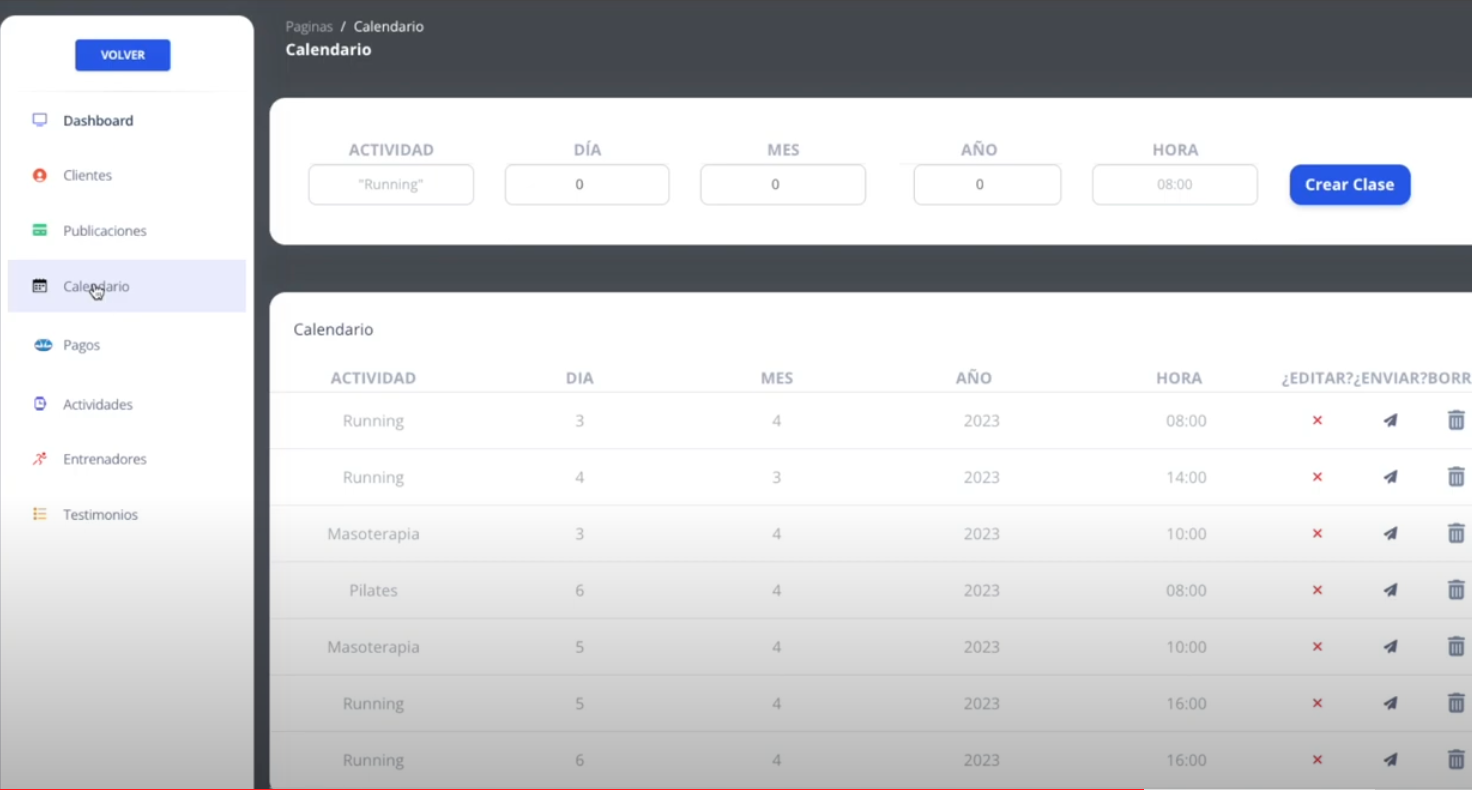 VOLVER
Dashboard
Clientes
Publicaciones
Calendario
Pagos
Actividades
Entrenadores
Testimonios
Paginas / Calendario
Calendario
ACTIVIDAD DÍA MES AÑO HORA
"Running" 0 0 0 08:00 Crear Clase
Calendario
ACTIVIDAD DIA MES AÑO HORA ¿EDITAR?¿ENVIAR?BORR
Running 3 4 2023 08:00
Running 4 3 2023 14:00
Masoterapia 3 4 2023 10:00
Pilates 6 4 2023 08:00
Masoterapia 5 4 2023 10:00
Running 5 4 2023 16:00
Running 6 4 2023 16:00